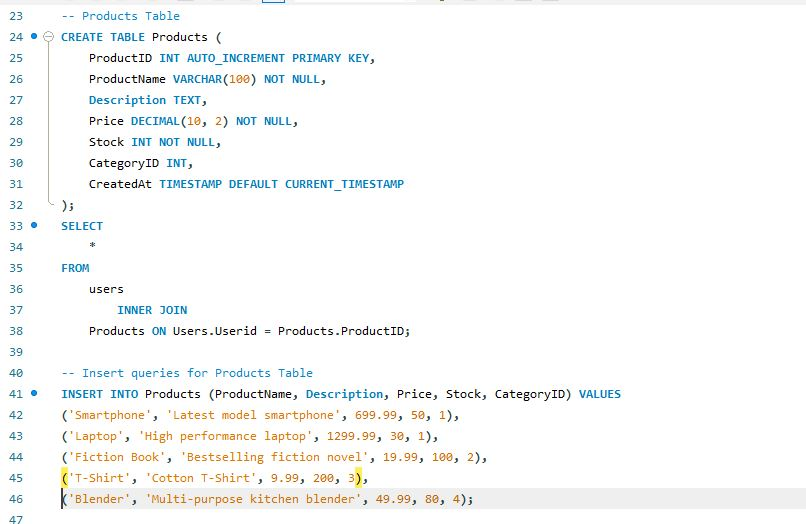 23 -- Products Table
24 CREATE TABLE Products (
25 ProductID INT AUTO_INCREMENT PRIMARY KEY,
26 ProductName VARCHAR(100) NOT NULL,
27 Description TEXT,
28 Price DECIMAL(10, 2) NOT NULL,
29 Stock INT NOT NULL,
30 CategoryID INT,
31 CreatedAt TIMESTAMP DEFAULT CURRENT_TIMESTAMP
32 );
33 SELECT
34 *
35 FROM
36 users
37 INNER JOIN
38 Products ON Users.Userid = Products.ProductID;
39
40 -- Insert queries for Products Table
41 INSERT INTO Products (ProductName, Description, Price, Stock, CategoryID) VALUES
42 ('Smartphone', 'Latest model smartphone', 699.99, 50, 1),
43 ('Laptop', 'High performance laptop', 1299.99, 30, 1),
44 ('Fiction Book', 'Bestselling fiction novel', 19.99, 100, 2),
45 ('T-Shirt', 'Cotton T-Shirt', 9.99, 200, 3),
46 ('Blender', 'Multi-purpose kitchen blender', 49.99, 80, 4);
47